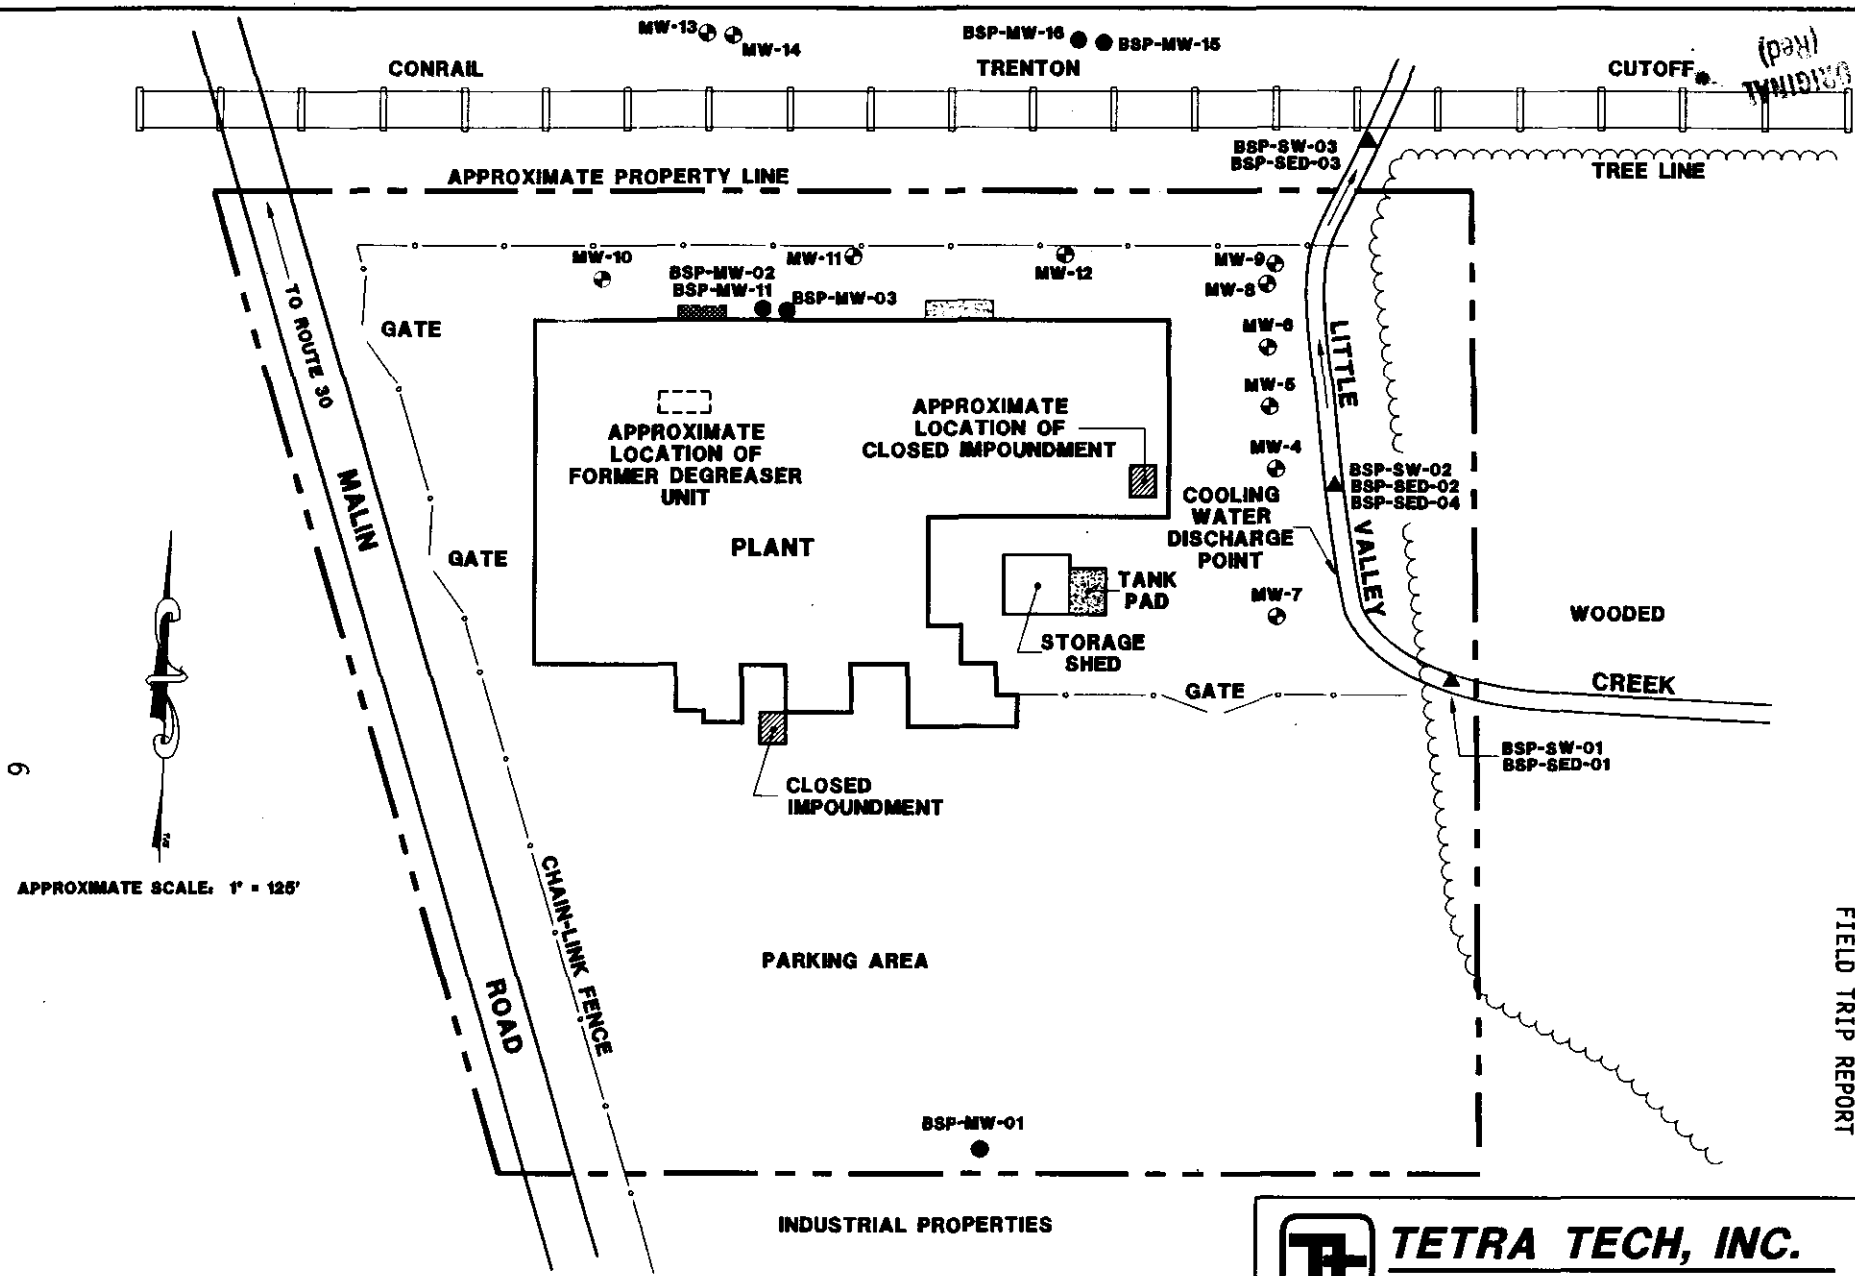 MW-13
MW-14
BSP-MW-16
BSP-MW-15
ORIGINAL
(Red)
CONRAIL
TRENTON
CUTOFF
BSP-SW-03
BSP-SED-03
TREE LINE
APPROXIMATE PROPERTY LINE
MW-10
BSP-MW-02
BSP-MW-11
BSP-MW-03
MW-11
MW-12
MW-9
MW-8
MW-6
MW-5
MW-4
MW-7
TO ROUTE 30
GATE
GATE
APPROXIMATE
LOCATION OF
FORMER DEGREASER
UNIT
APPROXIMATE
LOCATION OF
CLOSED IMPOUNDMENT
PLANT
COOLING
WATER
DISCHARGE
POINT
LITTLE
VALLEY
CREEK
BSP-SW-02
BSP-SED-02
BSP-SED-04
TANK
PAD
STORAGE
SHED
WOODED
GATE
BSP-SW-01
BSP-SED-01
CLOSED
IMPOUNDMENT
MALIN
ROAD
CHAIN-LINK FENCE
APPROXIMATE SCALE: 1" = 125'
PARKING AREA
BSP-MW-01
INDUSTRIAL PROPERTIES
6
FIELD TRIP REPORT
TETRA TECH, INC.